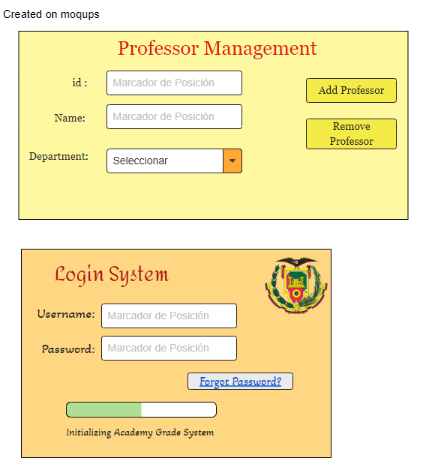 Created on moqups
Professor Management
id :
Marcador de Posición
Add Professor
Name:
Marcador de Posición
Remove
Professor
Department:
Seleccionar
Login System
Username:
Marcador de Posición
Password:
Marcador de Posición
Forgot Password?
Initializing Academy Grade System